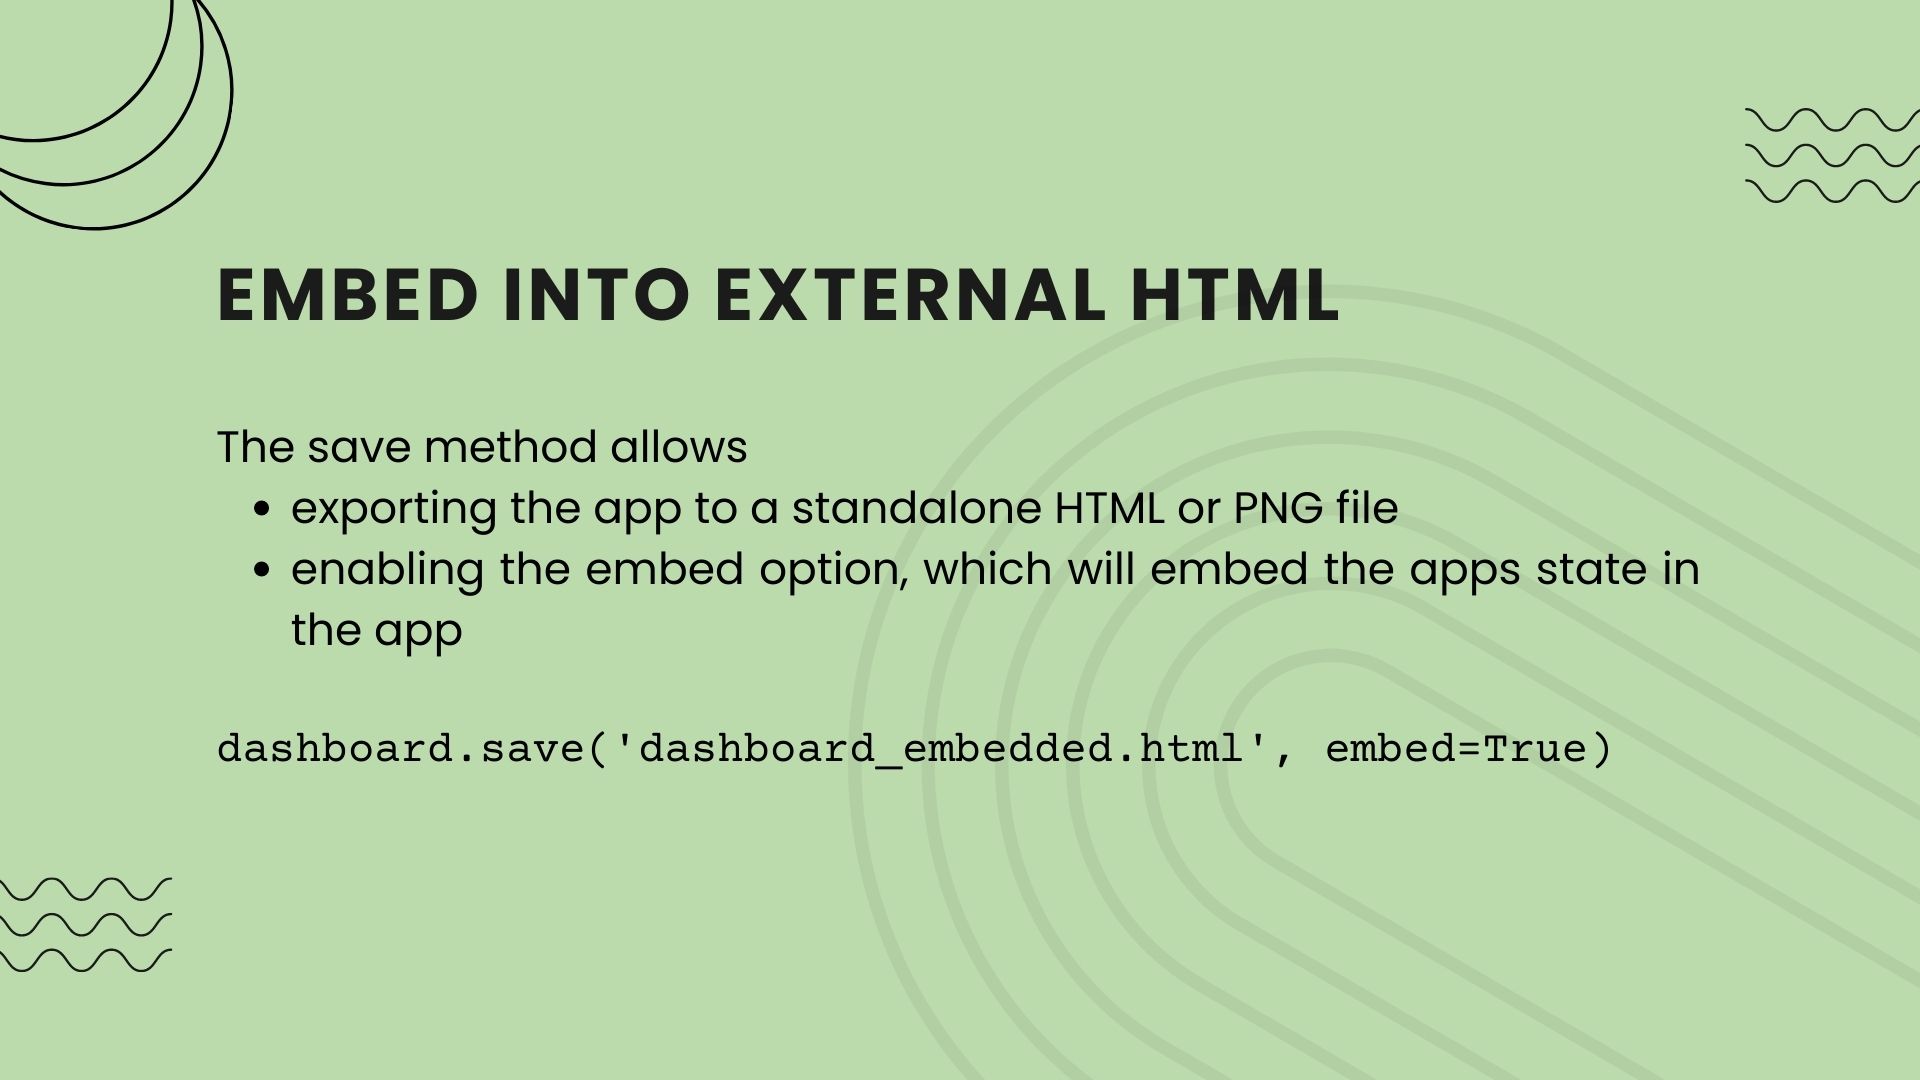 EMBED INTO EXTERNAL HTML
The save method allows
• exporting the app to a standalone HTML or PNG file
• enabling the embed option, which will embed the apps state in
the app
dashboard.save('dashboard_embedded.html', embed=True)